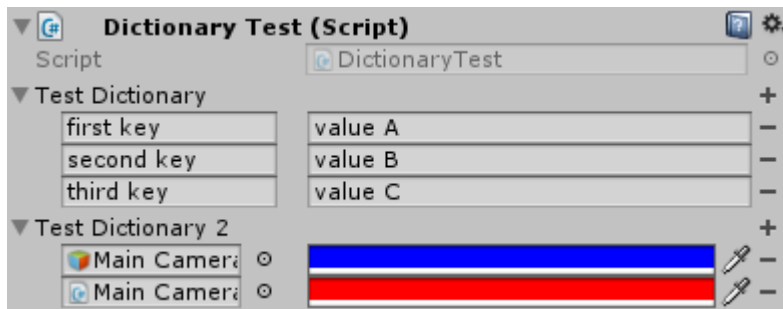 Dictionary Test (Script)
Script DictionaryTest
Test Dictionary
first key value A
second key value B
third key value C
Test Dictionary 2
Main Camera
Main Camera